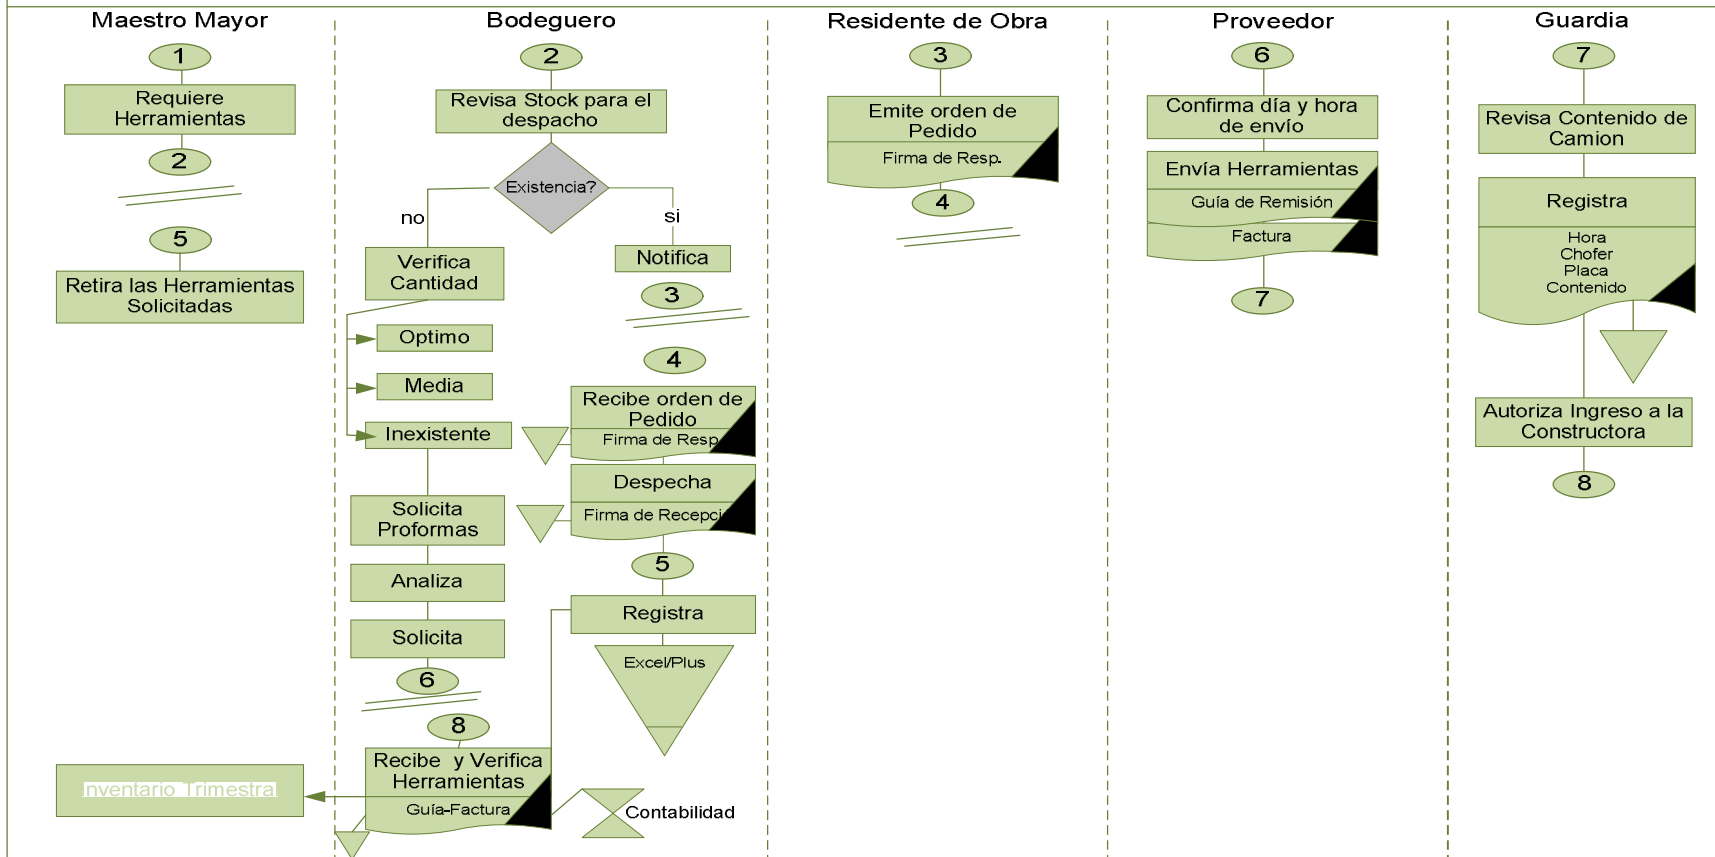 Maestro Mayor
1
Requiere
Herramientas
2
5
Retira las Herramientas
Solicitadas
nventario Trimestral
Bodeguero
2
Revisa Stock para el
despacho
Existencia?
no
si
Verifica
Cantidad
Notifica
3
Optimo
Media
Inexistente
4
Recibe orden de
Pedido
Firma de Resp
Despecha
Firma de Recepci
Solicita
Proformas
Analiza
Solicita
6
5
Registra
Excel/Plus
8
Recibe y Verifica
Herramientas
Guía-Factura
Contabilidad
Residente de Obra
3
Emite orden de
Pedido
Firma de Resp.
4
Proveedor
6
Confirma día y hora
de envío
Envía Herramientas
Guía de Remisión
Factura
7
Guardia
7
Revisa Contenido de
Camion
Registra
Hora
Chofer
Placa
Contenido
Autoriza Ingreso a la
Constructora
8